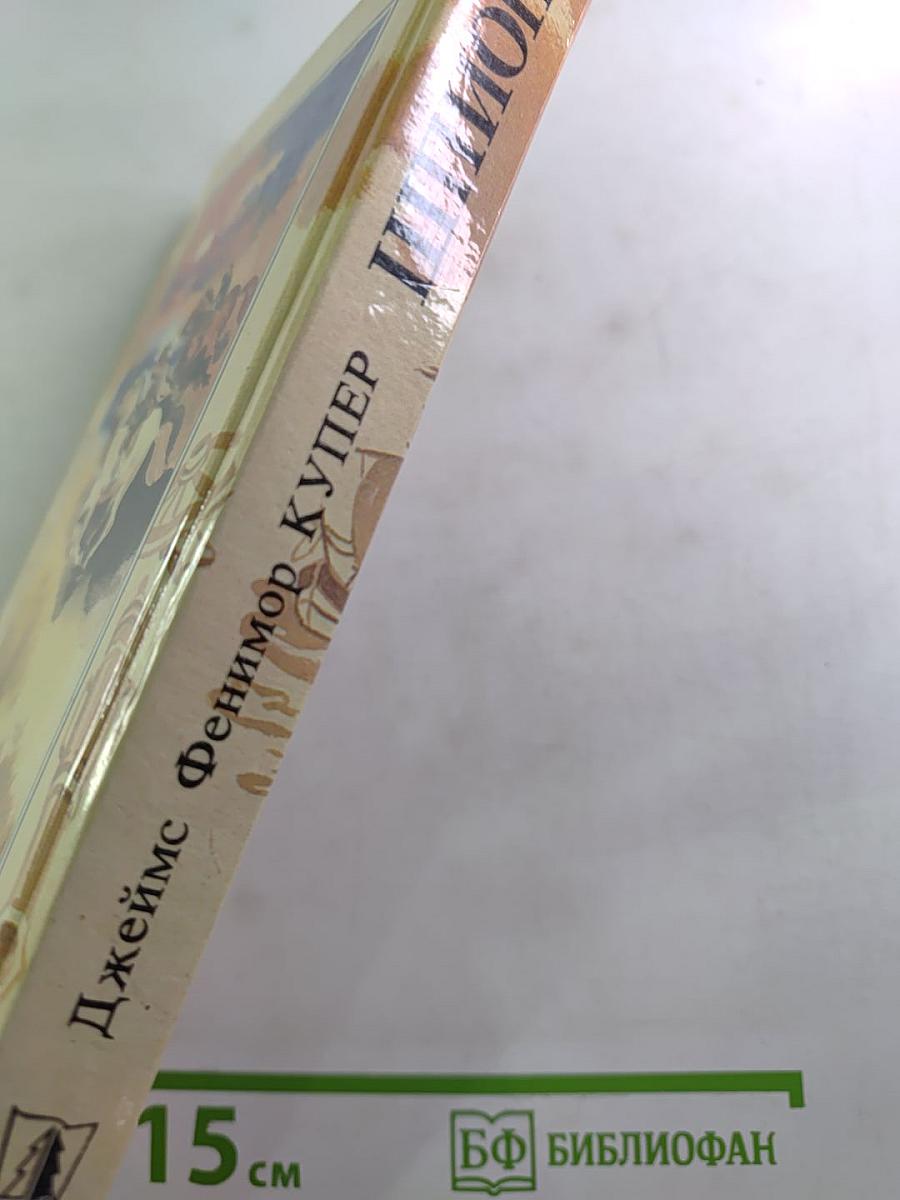 Джеймс Фенимор КУПЕР
15 см
БФ БИБЛИОФАН